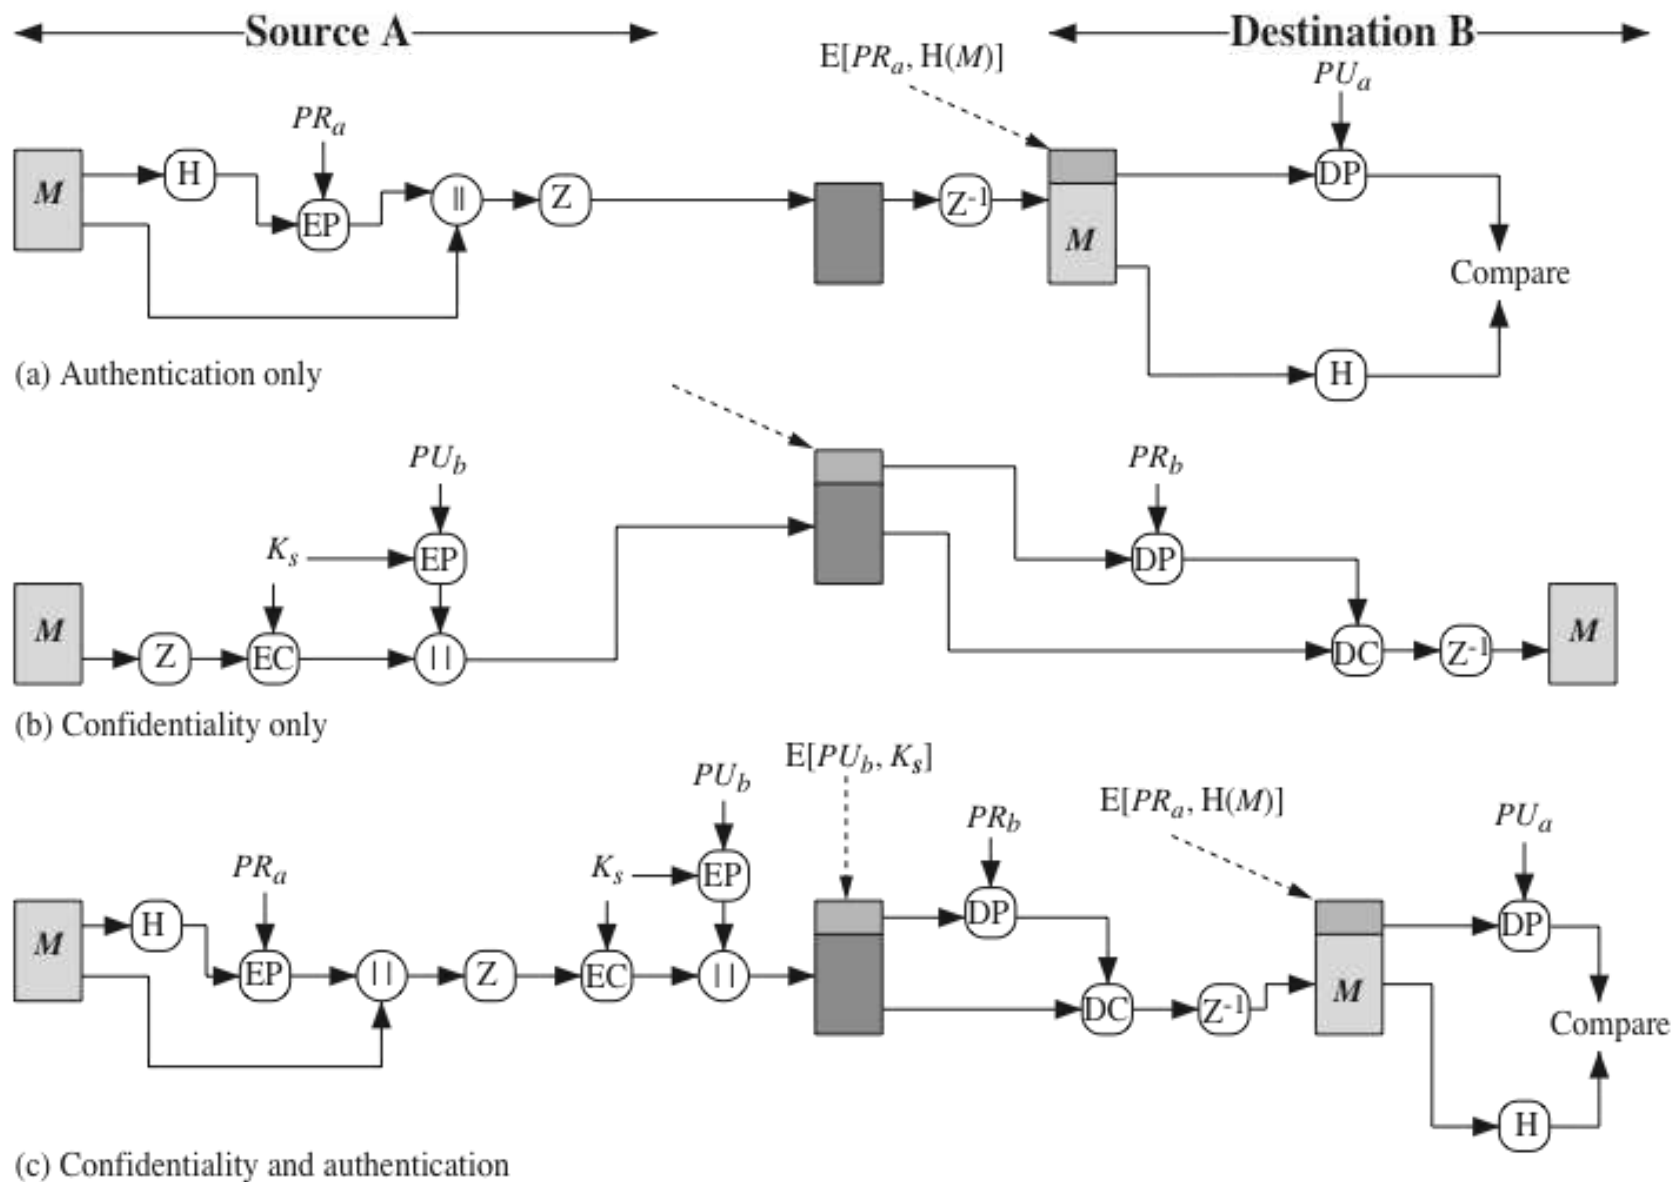 Source A
Destination B
E[PRa, H(M)]
PUa
PRa
M
H
EP
||
Z
Z-1
M
DP
Compare
H
(a) Authentication only
PUb
PRb
Ks
EP
DP
M
Z
EC
||
DC
Z-1
M
(b) Confidentiality only
E[PUb, Ks]
PUb
E[PRa, H(M)]
PRb
PUa
PRa
Ks
EP
M
H
DP
DP
EP
||
Z
EC
||
DC
Z-1
M
Compare
H
(c) Confidentiality and authentication